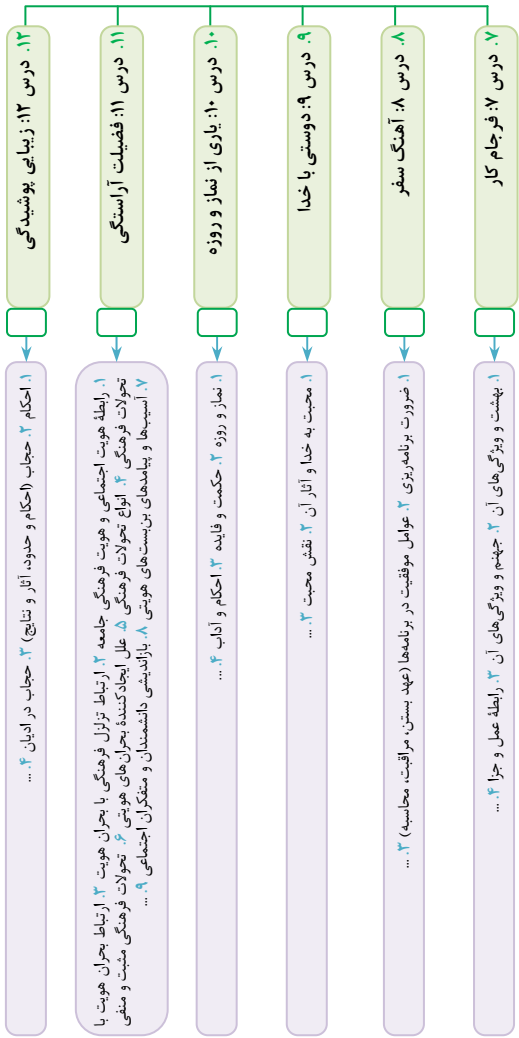 ۷. درس ۷: فرجام کار
۱. بهشت و ویژگی‌های آن ۲. جهنم و ویژگی‌های آن ۳. رابطهٔ عمل و جزا ۴. ...
۸. درس ۸: آهنگ سفر
۱. ضرورت برنامه‌ریزی ۲. عوامل موفقیت در برنامه‌ها (عهد بستن، مراقبت، محاسبه) ۳. ...
۹. درس ۹: دوستی با خدا
۱. محبت به خدا و آثار آن ۲. نقش محبت ۳. ...
۱۰. درس ۱۰: یاری از نماز و روزه
۱. نماز و روزه ۲. حکمت و فایده ۳. احکام و آداب ۴. ...
۱۱. درس ۱۱: فضیلت آراستگی
۱. رابطهٔ هویت اجتماعی و هویت فرهنگی جامعه ۲. ارتباط تزلزل فرهنگی با بحران هویت ۳. ارتباط بحران هویت با
تحولات فرهنگی ۴. انواع تحولات فرهنگی ۵. علل ایجادکنندهٔ بحران‌های هویتی ۶. تحولات فرهنگی مثبت و منفی
۷. آسیب‌ها و پیامدهای بن‌بست‌های هویتی ۸. بازاندیشی دانشمندان و متفکران اجتماعی ۹. ...
۱۲. درس ۱۲: زیبایی پوشیدگی
۱. احکام ۲. حجاب (احکام و حدود، آثار و نتایج) ۳. حجاب در ادیان ۴. ...